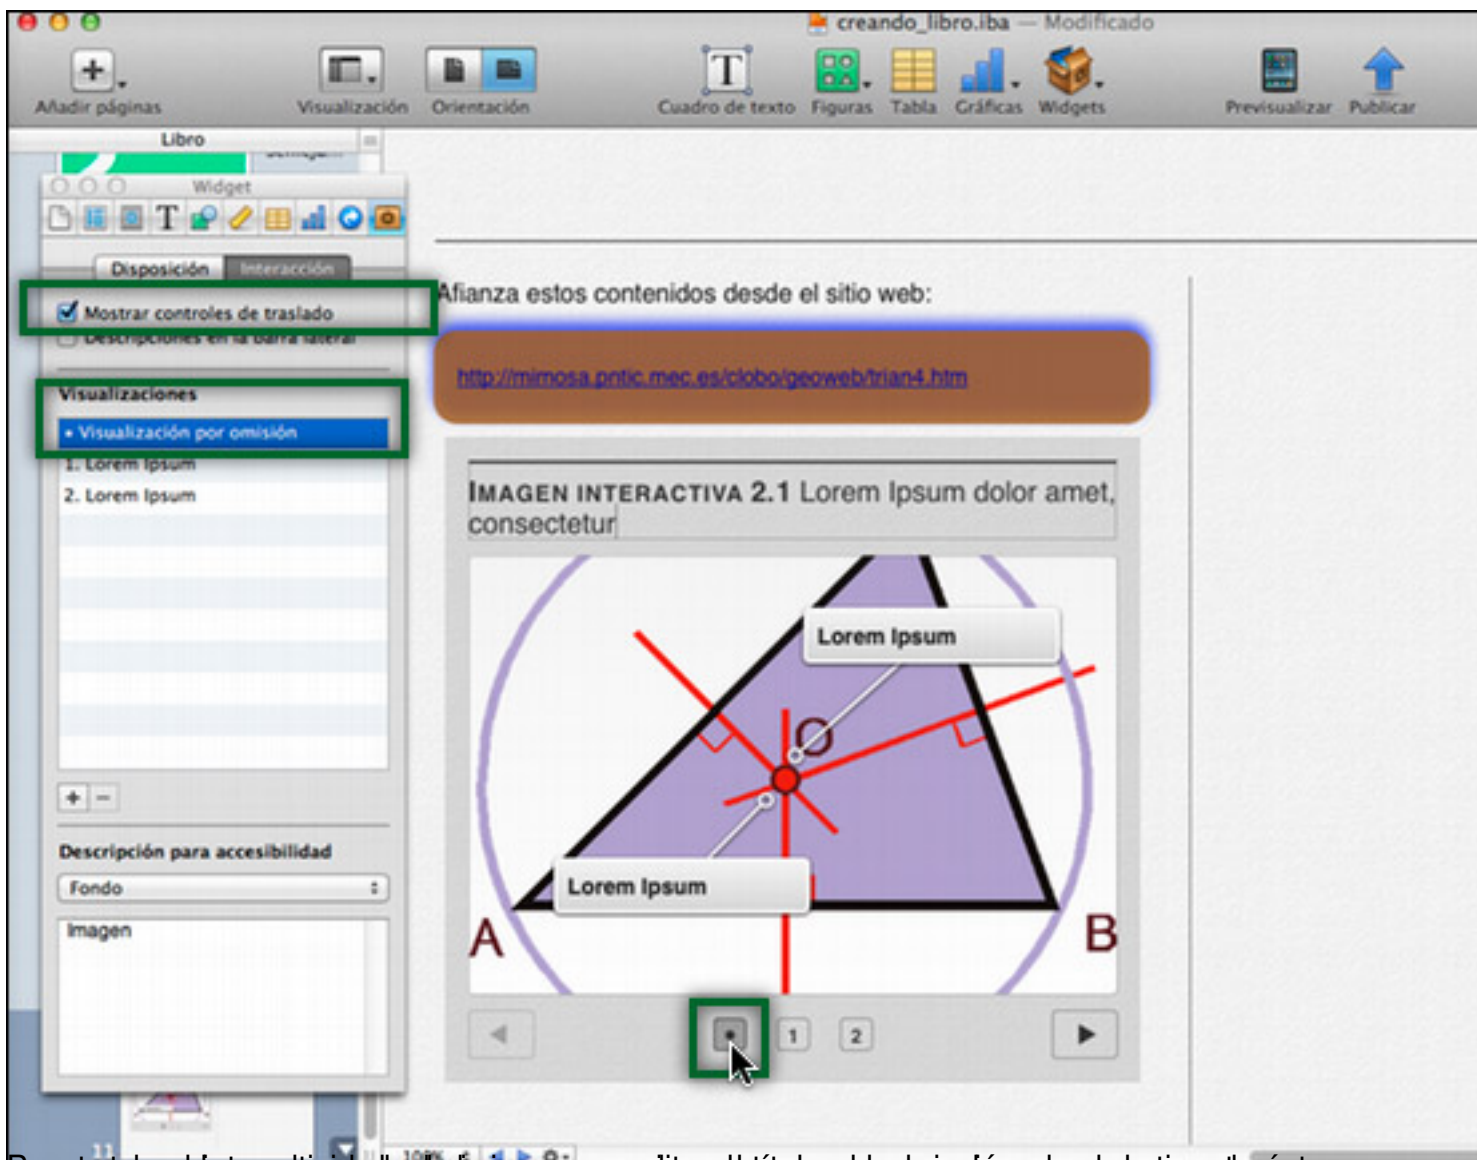 creando_libro.iba — Modificado
Añadir páginas
Visualización
Orientación
T
Cuadro de texto
Figuras
Tabla
Gráficas
Widgets
Previsualizar
Publicar
Libro
Widget
T
Disposición
Interacción
Mostrar controles de traslado
Descripciones en la barra lateral
Visualizaciones
• Visualización por omisión
1. Lorem Ipsum
2. Lorem Ipsum
Descripción para accesibilidad
Fondo
Imagen
11
Afianza estos contenidos desde el sitio web:
http://mimosa.pntic.mec.es/clobo/geoweb/trian4.htm
IMAGEN INTERACTIVA 2.1 Lorem Ipsum dolor amet,
consectetur
Lorem Ipsum
O
Lorem Ipsum
A
B
1
2